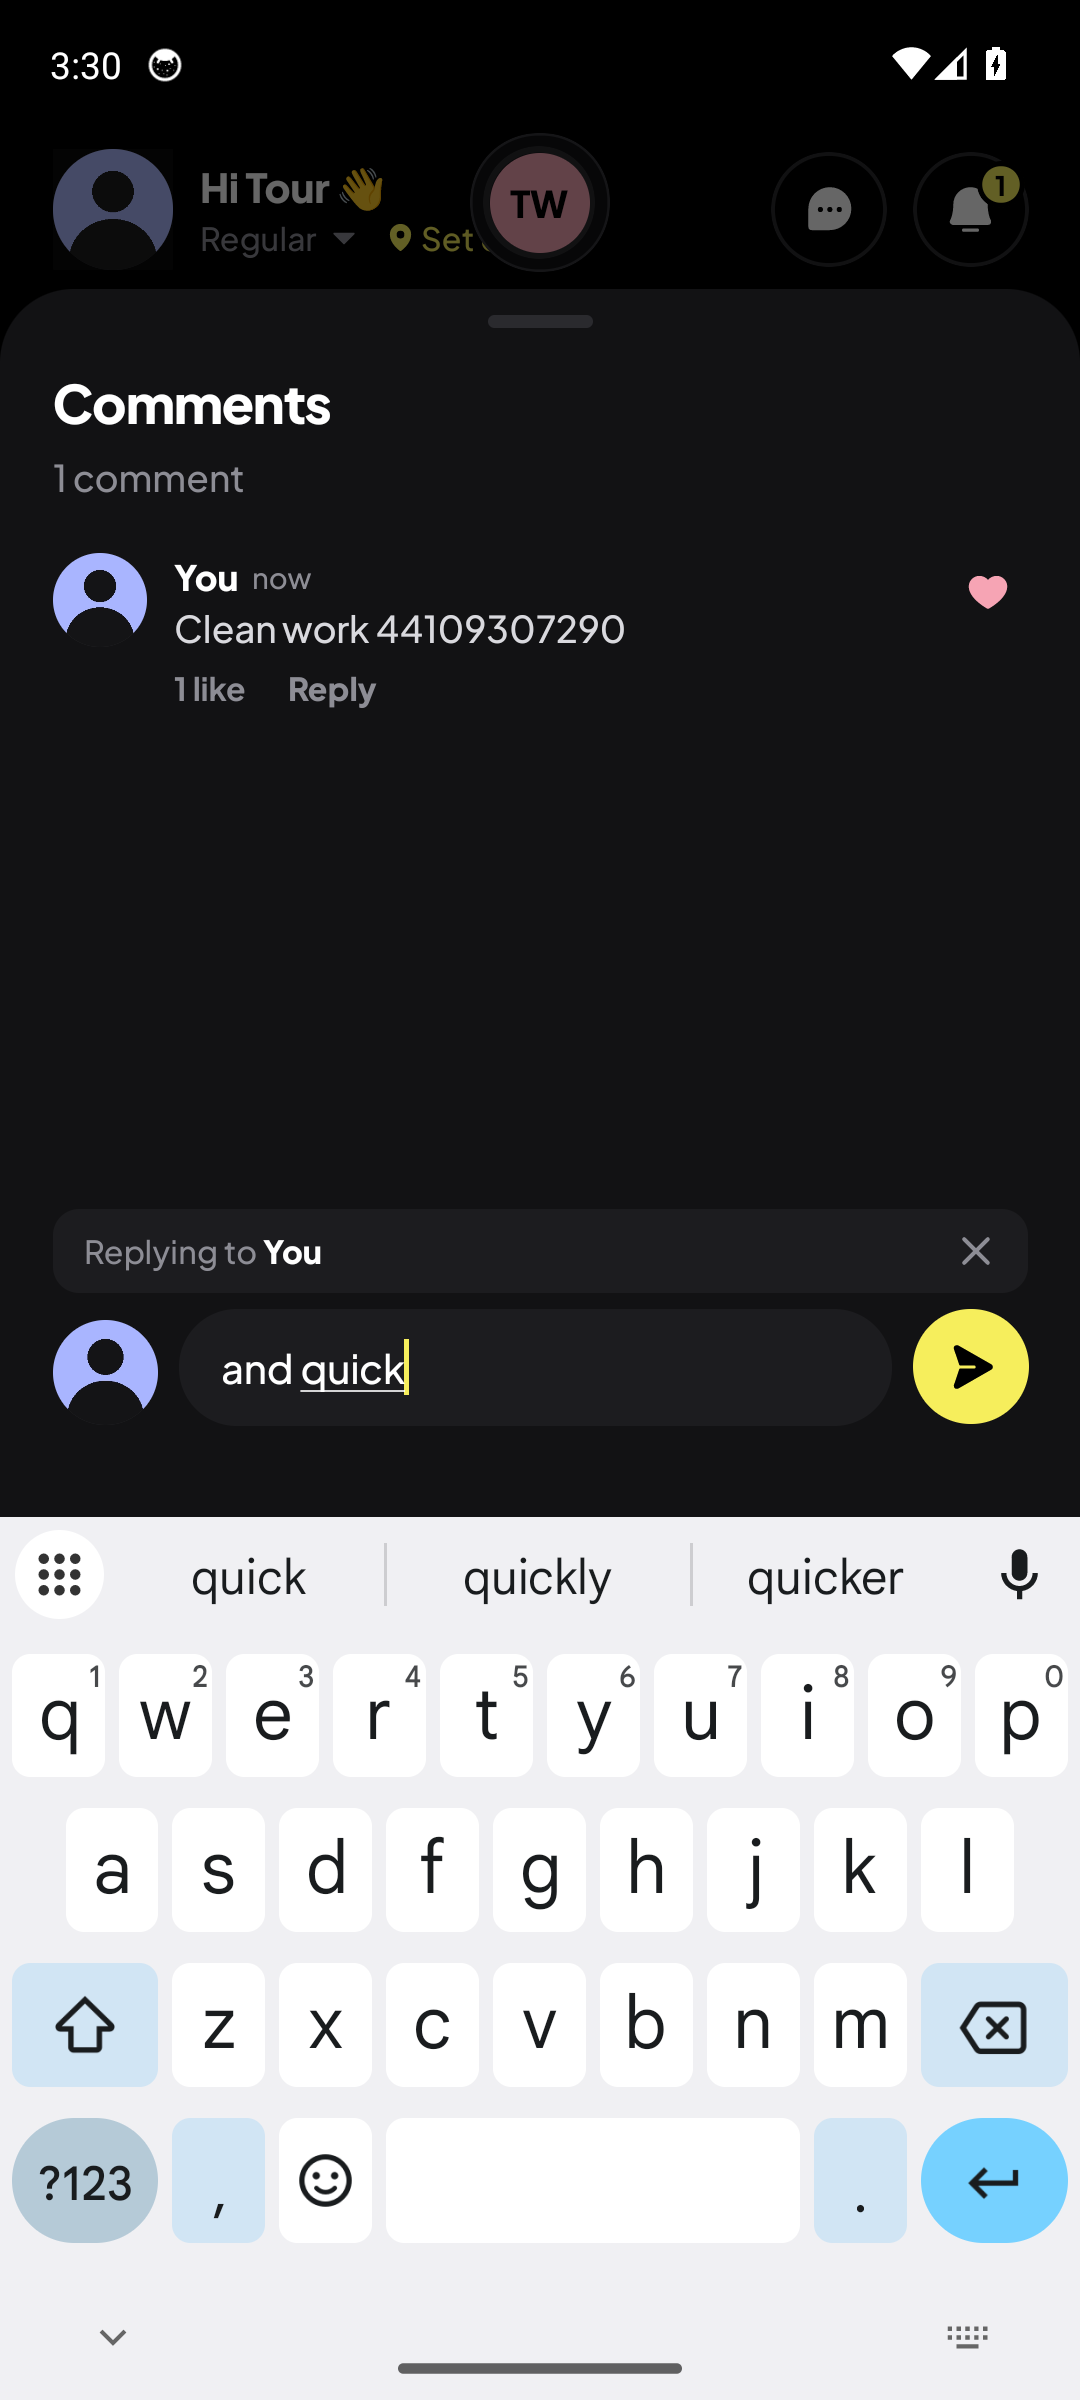 3:30
Hi Tour 👋
TW
1
Regular
Set
Comments
1 comment
You now
Clean work 44109307290
1 like Reply
Replying to You
and quick
quick quickly quicker
q 1 w 2 e 3 r 4 t 5 y 6 u 7 i 8 o 9 p 0
a s d f g h j k l
z x c v b n m
?123 , .